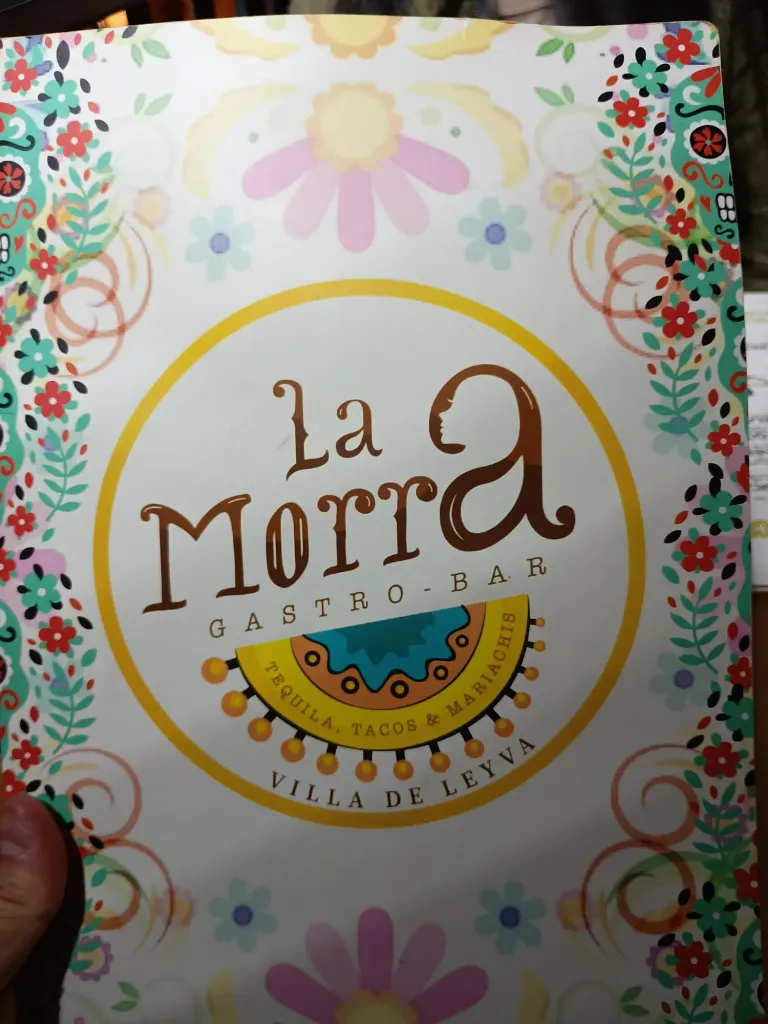 La
Morra
GASTRO-BAR
TEQUILA, TACOS & MARIACHIS
VILLA DE LEYVA